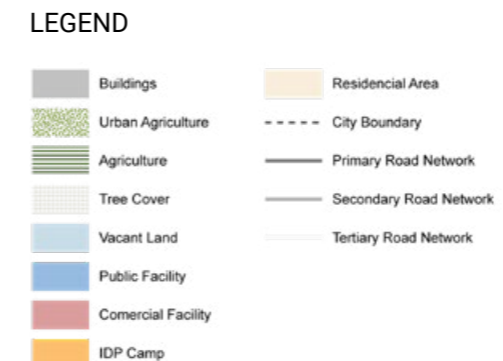 LEGEND
Buildings
Urban Agriculture
Agriculture
Tree Cover
Vacant Land
Public Facility
Comercial Facility
IDP Camp
Residencial Area
City Boundary
Primary Road Network
Secondary Road Network
Tertiary Road Network